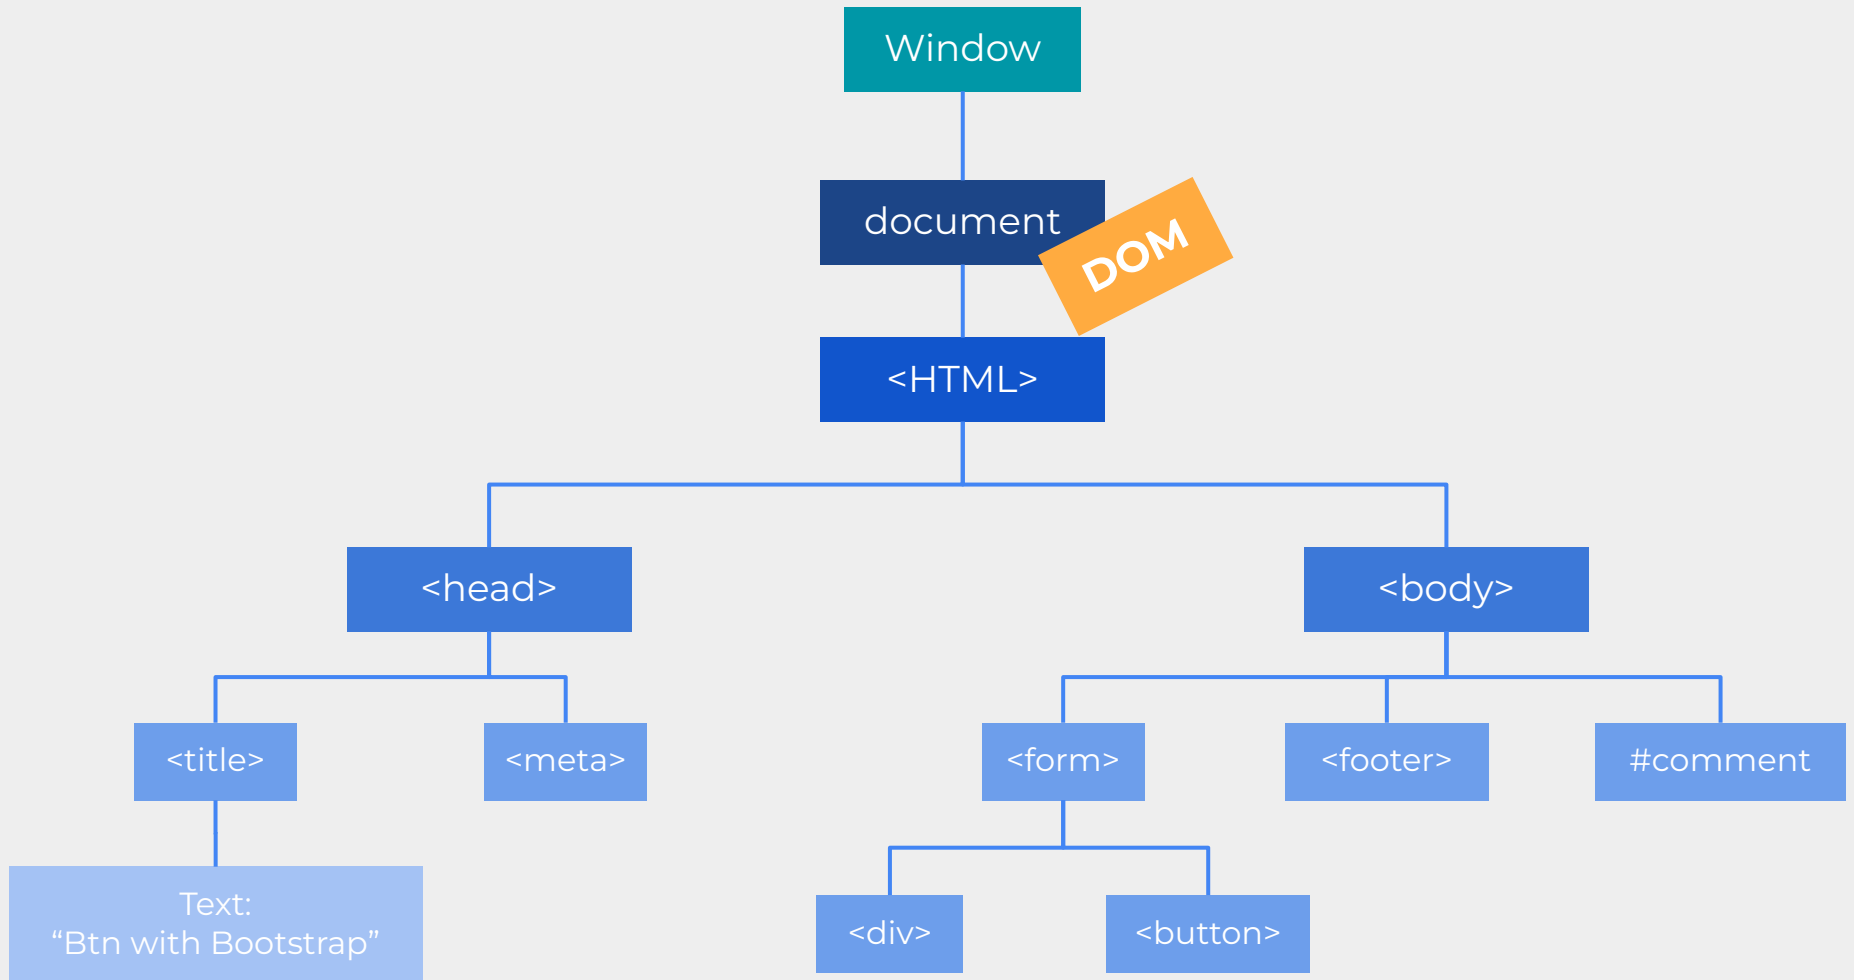 Window
document
DOM
<HTML>
<head>
<body>
<title>
<meta>
<form>
<footer>
#comment
Text:
“Btn with Bootstrap”
<div>
<button>